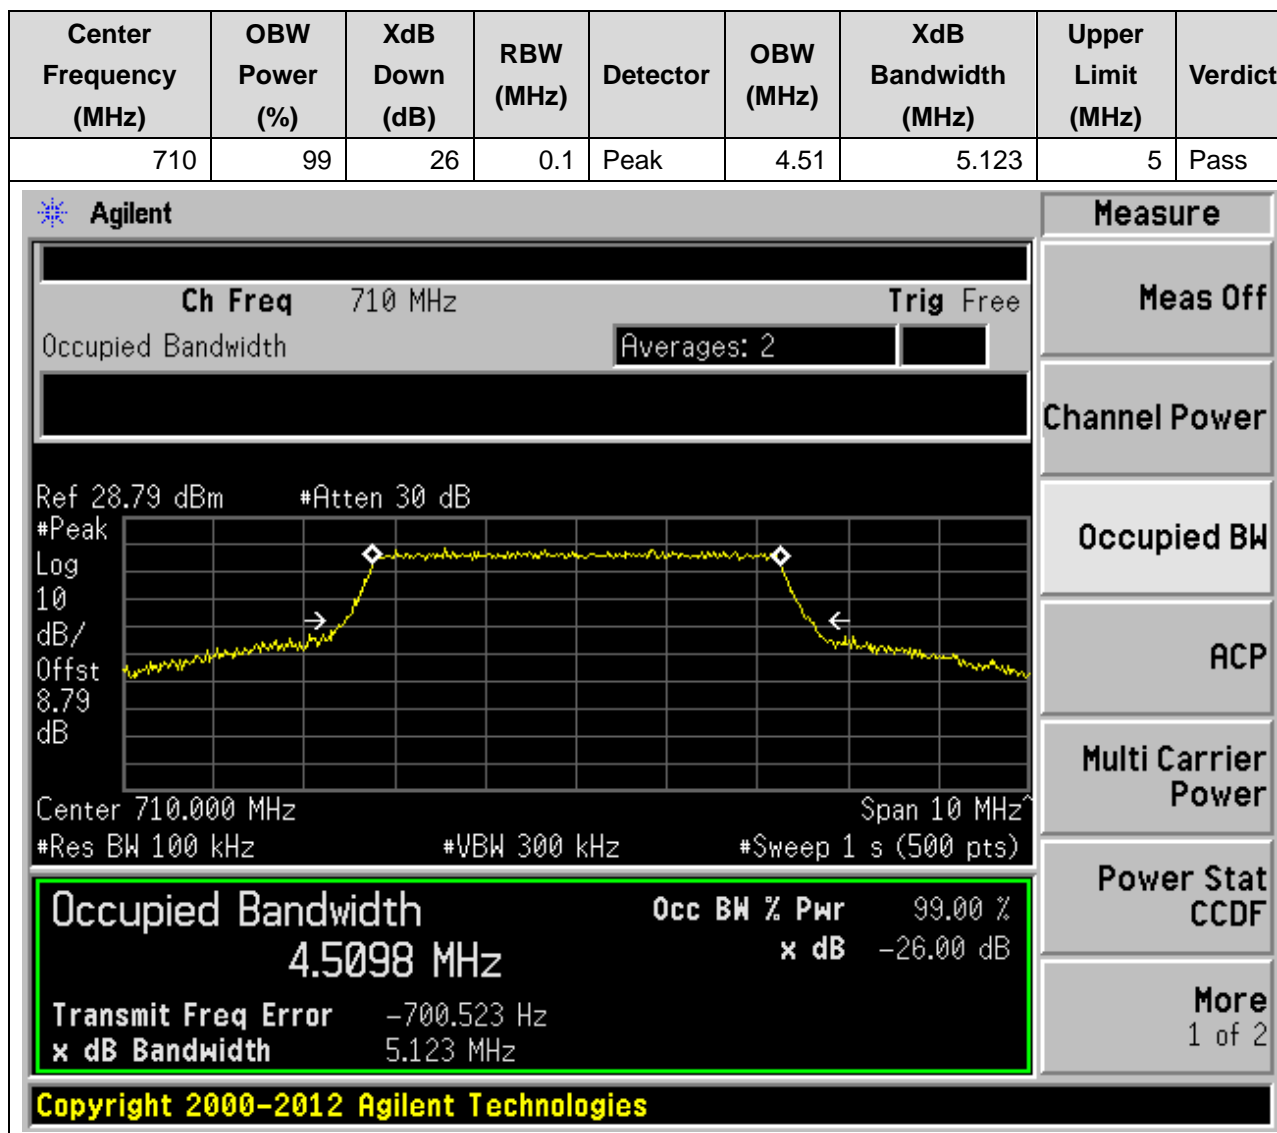 Center Frequency (MHz) OBW Power (%) XdB Down (dB) RBW (MHz) Detector OBW (MHz) XdB Bandwidth (MHz) Upper Limit (MHz) Verdict
710 99 26 0.1 Peak 4.51 5.123 5 Pass
Agilent
Measure
Ch Freq 710 MHz Trig Free
Meas Off
Occupied Bandwidth Averages: 2
Channel Power
Ref 28.79 dBm #Atten 30 dB
#Peak
Log
10
dB/
Offst
8.79
dB
Occupied BW
ACP
Multi Carrier
Power
Center 710.000 MHz Span 10 MHz^
#Res BW 100 kHz #VBW 300 kHz #Sweep 1 s (500 pts)
Power Stat
CCDF
Occupied Bandwidth Occ BW % Pwr 99.00 %
4.5098 MHz x dB -26.00 dB
More
1 of 2
Transmit Freq Error -700.523 Hz
x dB Bandwidth 5.123 MHz
Copyright 2000-2012 Agilent Technologies